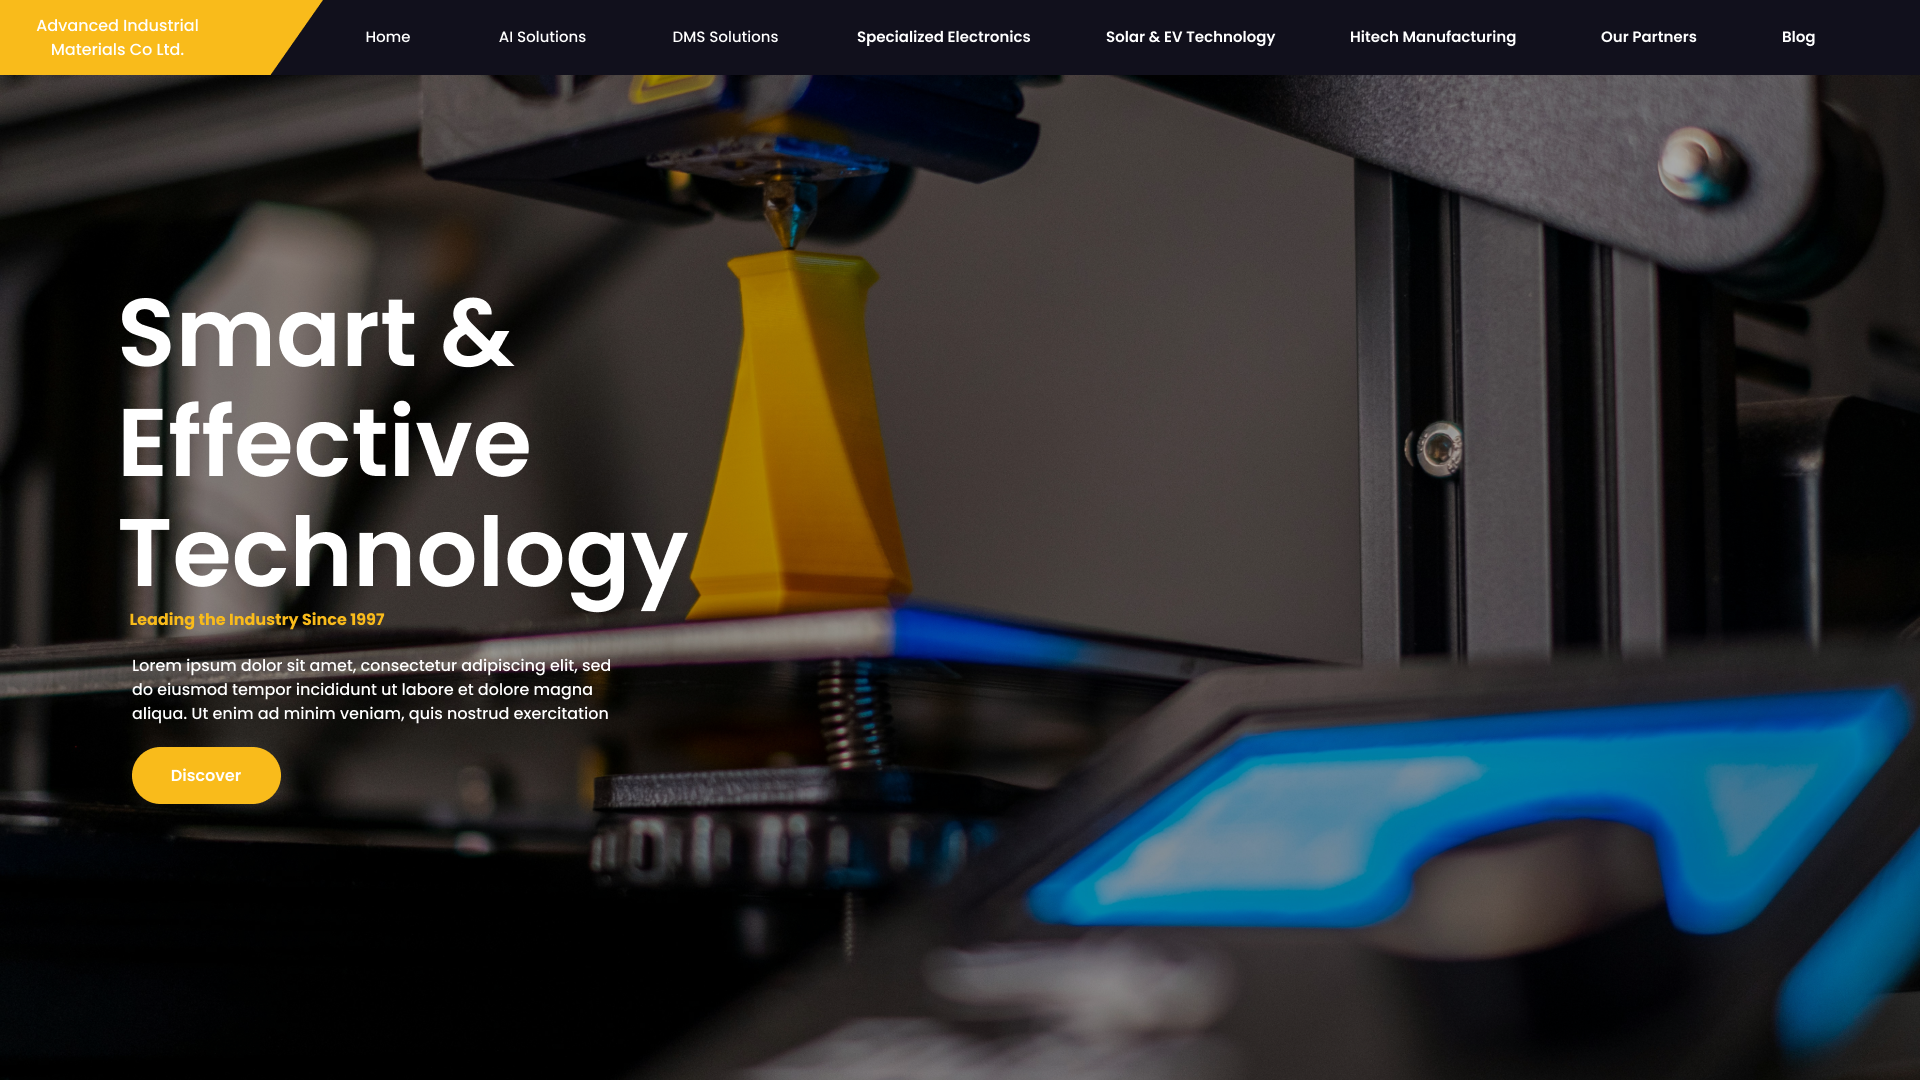 Advanced Industrial
Materials Co Ltd.
Home
AI Solutions
DMS Solutions
Specialized Electronics
Solar & EV Technology
Hitech Manufacturing
Our Partners
Blog
Smart &
Effective
Technology
Leading the Industry Since 1997
Lorem ipsum dolor sit amet, consectetur adipiscing elit, sed
do eiusmod tempor incididunt ut labore et dolore magna
aliqua. Ut enim ad minim veniam, quis nostrud exercitation
Discover